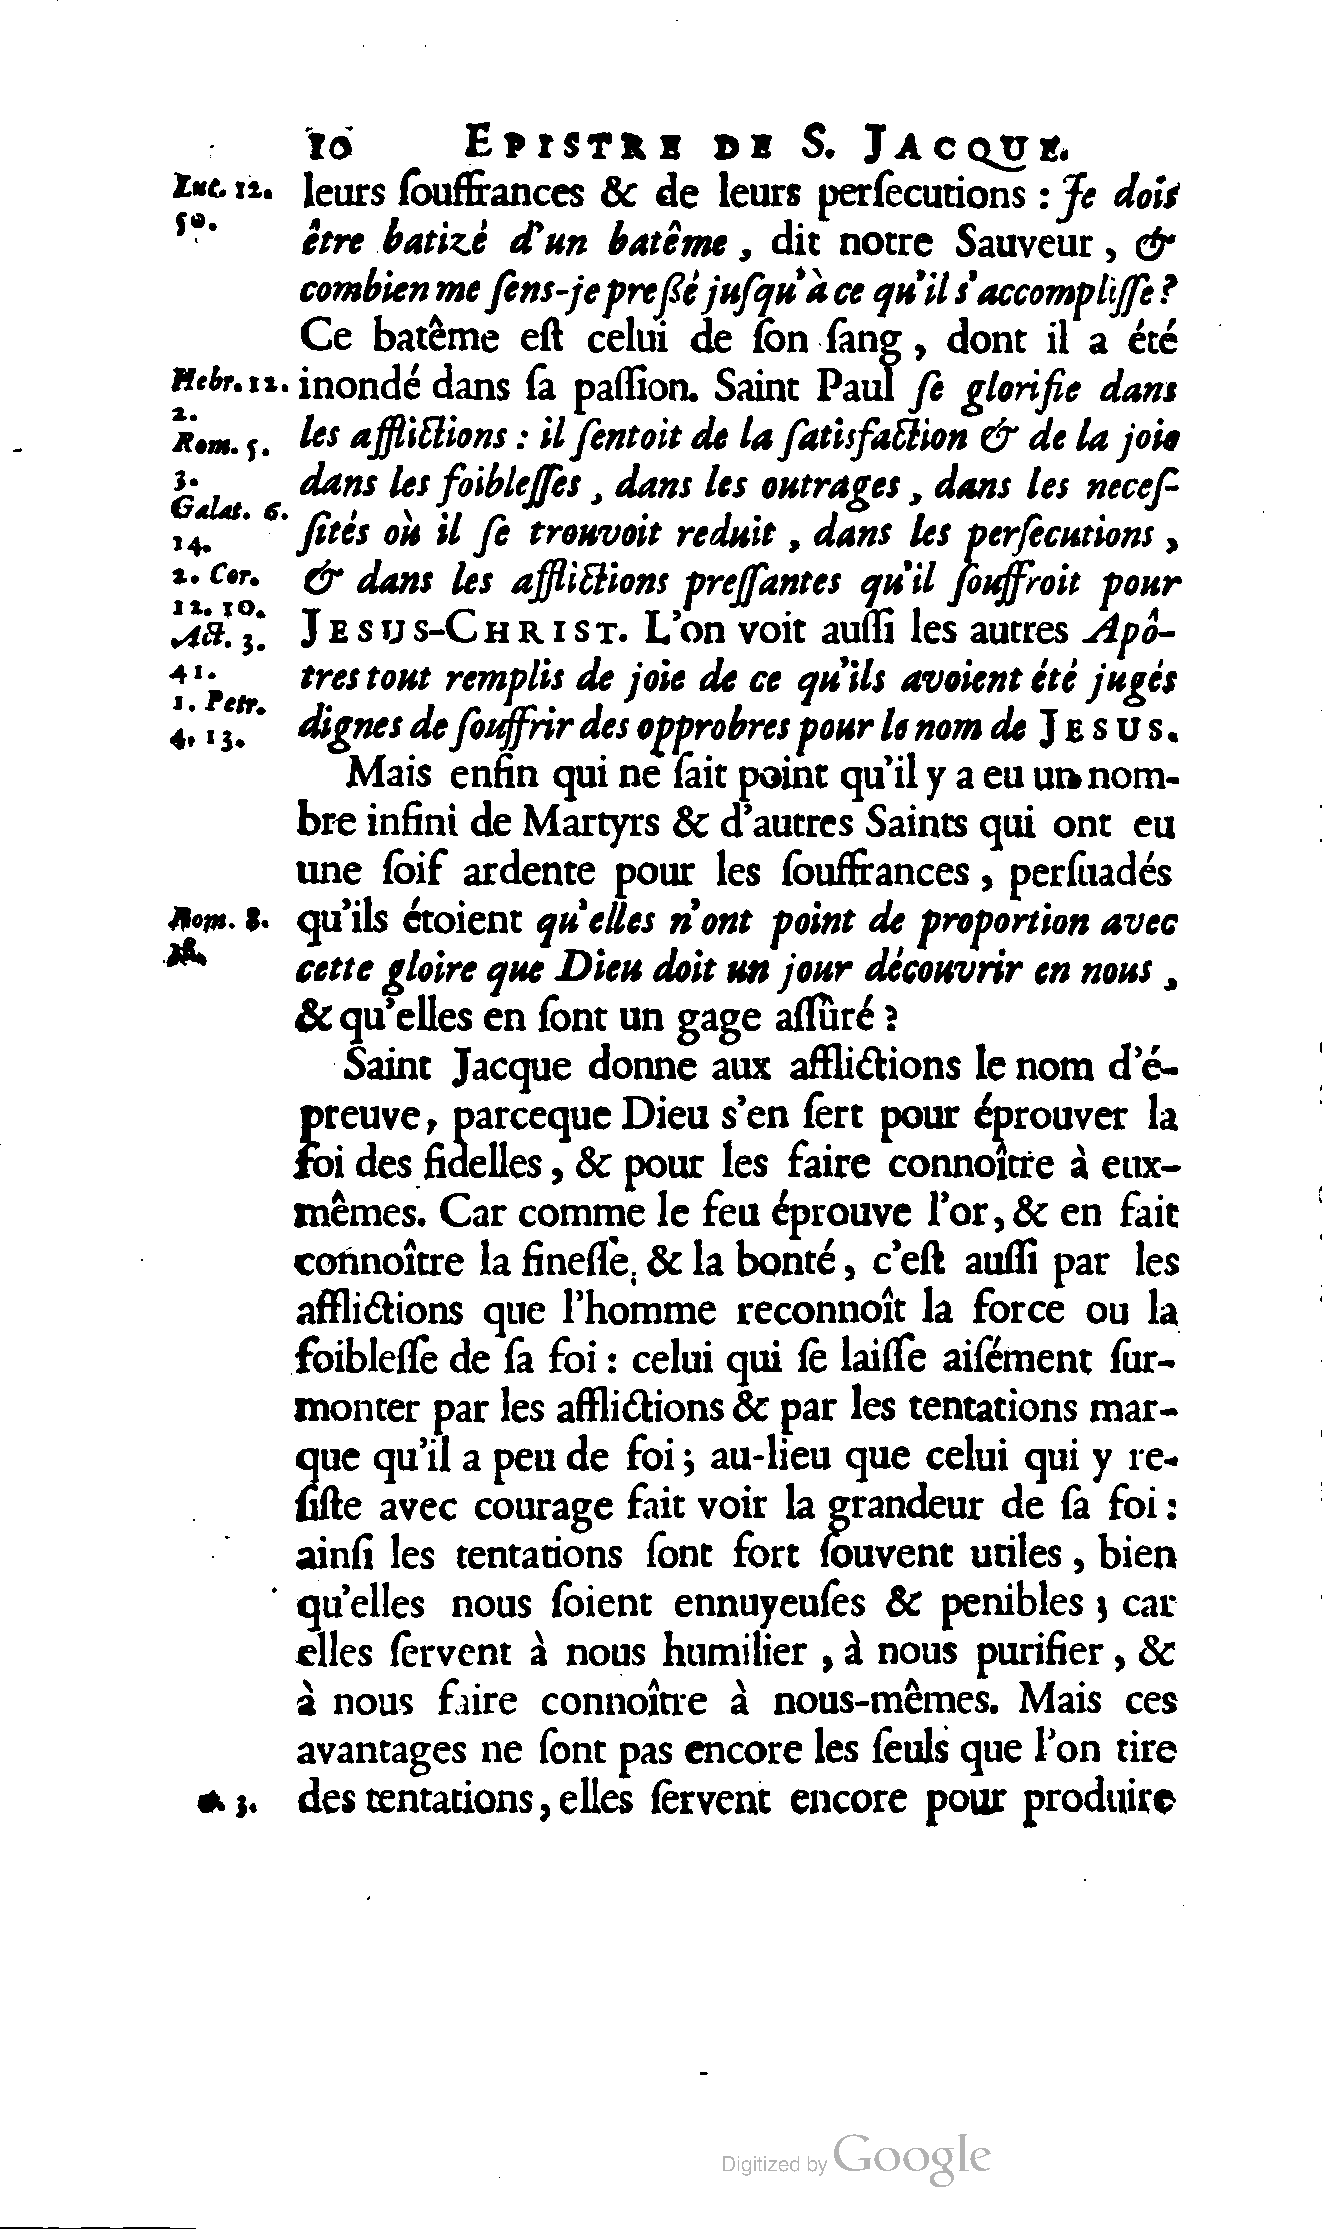 10 EPISTRE DE S. JACQUE.
Luc. 12. leurs ſouffrances & de leurs perſecutions : Je dois
50. être batizé d'un batême , dit notre Sauveur , &
combien me ſens-je preßé juſqu'à ce qu'il s'accompliſſe ?
Ce batême eſt celui de ſon ſang , dont il a été
Hebr. 12. inondé dans ſa paſſion. Saint Paul ſe glorifie dans
2.
Rom. 5. les afflictions : il ſentoit de la ſatisfaction & de la joie
3. dans les foibleſſes , dans les outrages , dans les neceſ-
Galat. 6.
14. ſités où il ſe trouvoit reduit , dans les perſecutions ,
2. Cor. & dans les afflictions preſſantes qu'il ſouffroit pour
12. 10.
Act. 3. JESUS-CHRIST. L'on voit auſſi les autres Apô-
41. tres tout remplis de joie de ce qu'ils avoient été jugés
1. Petr.
4. 13. dignes de ſouffrir des opprobres pour le nom de JESUS.
Mais enfin qui ne ſait point qu'il y a eu un nom-
bre infini de Martyrs & d'autres Saints qui ont eu
une ſoif ardente pour les ſouffrances , perſuadés
Rom. 8. qu'ils étoient qu'elles n'ont point de proportion avec
cette gloire que Dieu doit un jour découvrir en nous ,
& qu'elles en ſont un gage aſſûré ?
Saint Jacque donne aux afflictions le nom d'é-
preuve, parceque Dieu s'en ſert pour éprouver la
foi des fidelles , & pour les faire connoître à eux-
mêmes. Car comme le feu éprouve l'or, & en fait
connoître la fineſſe, & la bonté , c'eſt auſſi par les
afflictions que l'homme reconnoît la force ou la
foibleſſe de ſa foi : celui qui ſe laiſſe aiſément ſur-
monter par les afflictions & par les tentations mar-
que qu'il a peu de foi ; au-lieu que celui qui y re-
ſiſte avec courage fait voir la grandeur de ſa foi :
ainſi les tentations ſont fort ſouvent utiles , bien
qu'elles nous ſoient ennuyeuſes & penibles ; car
elles ſervent à nous humilier , à nous purifier , &
à nous faire connoître à nous-mêmes. Mais ces
avantages ne ſont pas encore les ſeuls que l'on tire
3. des tentations, elles ſervent encore pour produire
Digitized by Google